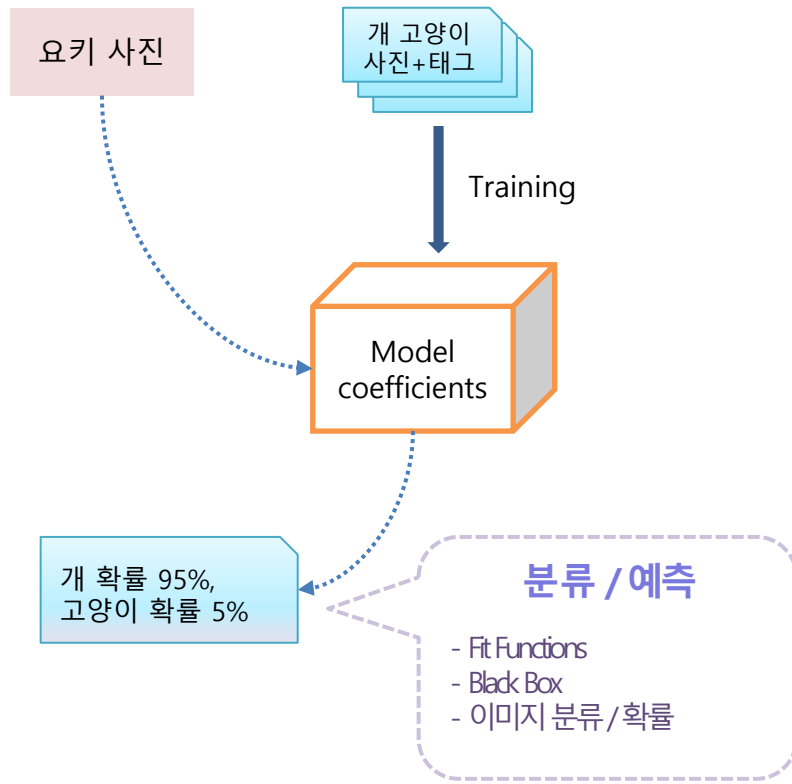 요키 사진
개 고양이
사진+태그
Training
Model
coefficients
개 확률 95%,
고양이 확률 5%
분류 / 예측
- Fit Functions
- Black Box
- 이미지 분류 / 확률